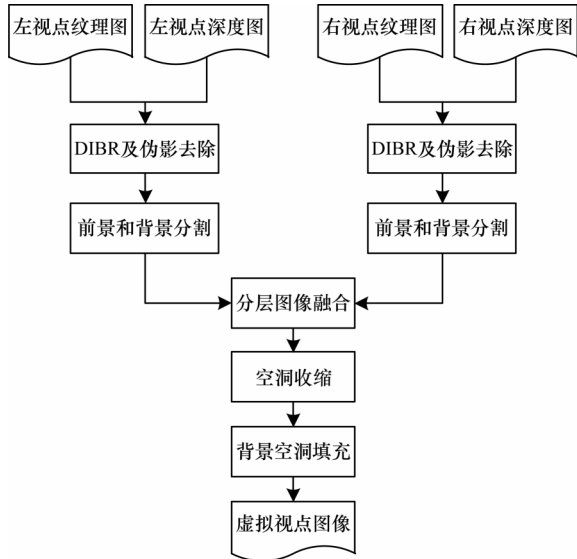 左视点纹理图
左视点深度图
右视点纹理图
右视点深度图
DIBR及伪影去除
DIBR及伪影去除
前景和背景分割
前景和背景分割
分层图像融合
空洞收缩
背景空洞填充
虚拟视点图像